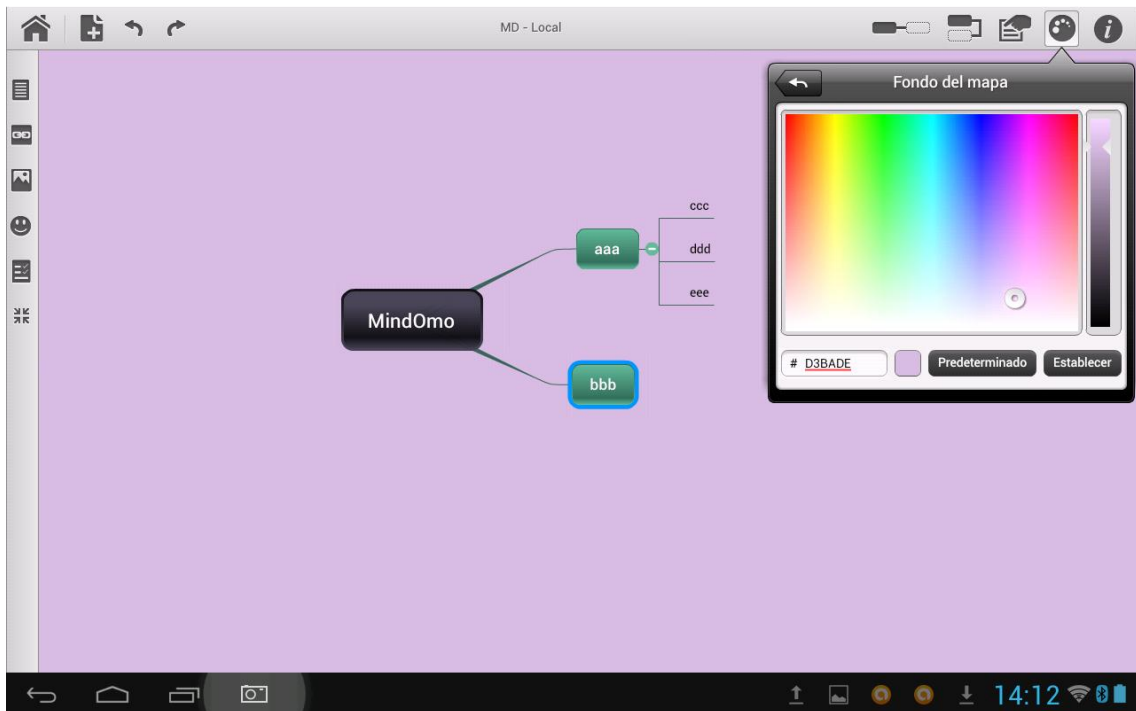 MD - Local
Fondo del mapa
ccc
aaa
ddd
eee
MindOmo
bbb
# D3BADE
Predeterminado
Establecer
14:12